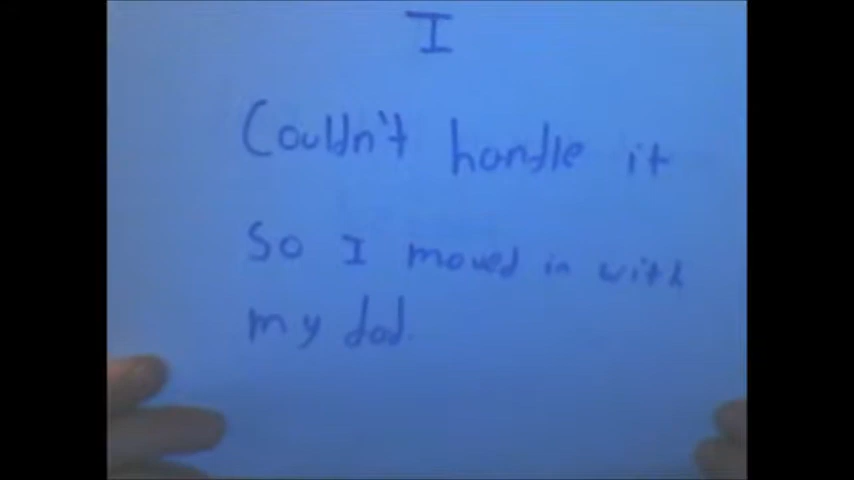 I
Couldn't handle it
So I moved in with
my dad.